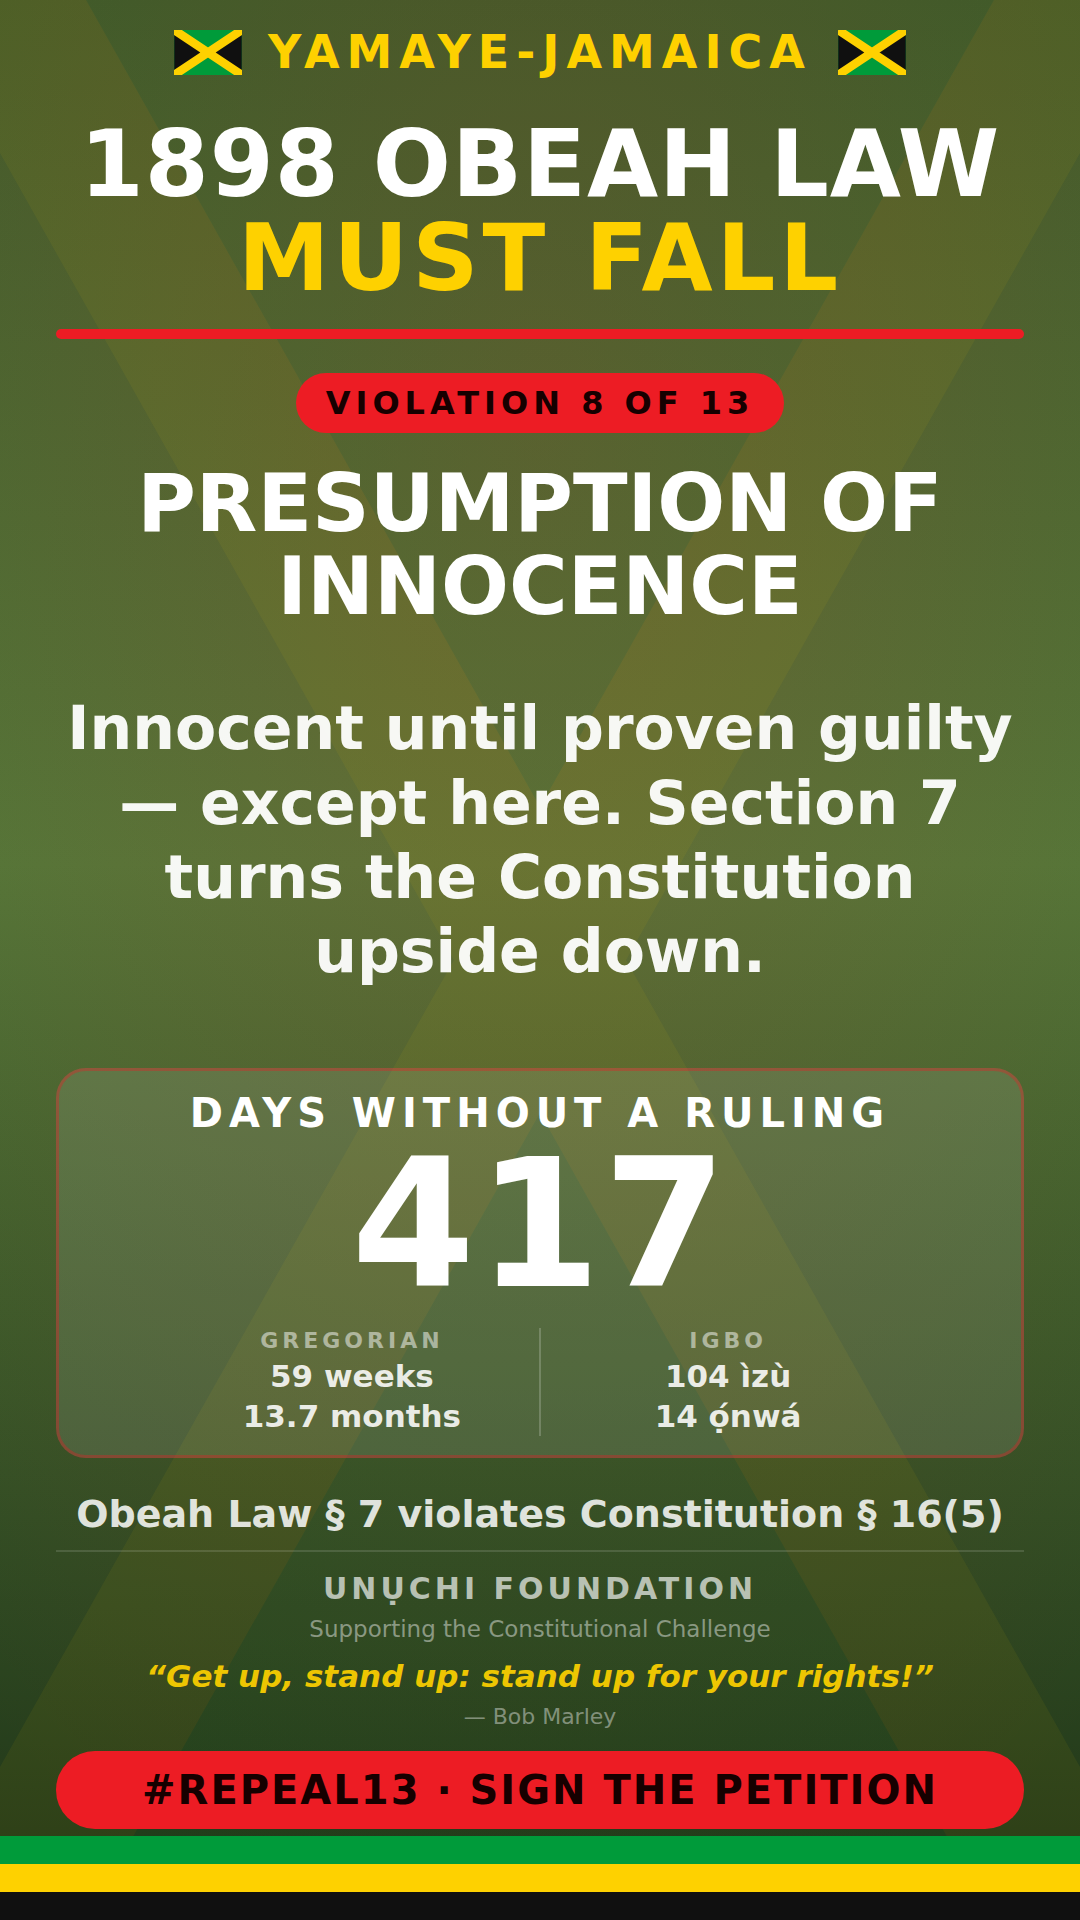 YAMAYE-JAMAICA
1898 OBEAH LAW
MUST FALL
VIOLATION 8 OF 13
PRESUMPTION OF
INNOCENCE
Innocent until proven guilty
— except here. Section 7
turns the Constitution
upside down.
DAYS WITHOUT A RULING
417
GREGORIAN
59 weeks
13.7 months
IGBO
104 ìzù
14 ọ́nwá
Obeah Law § 7 violates Constitution § 16(5)
UNỤCHI FOUNDATION
Supporting the Constitutional Challenge
“Get up, stand up: stand up for your rights!”
— Bob Marley
#REPEAL13 · SIGN THE PETITION